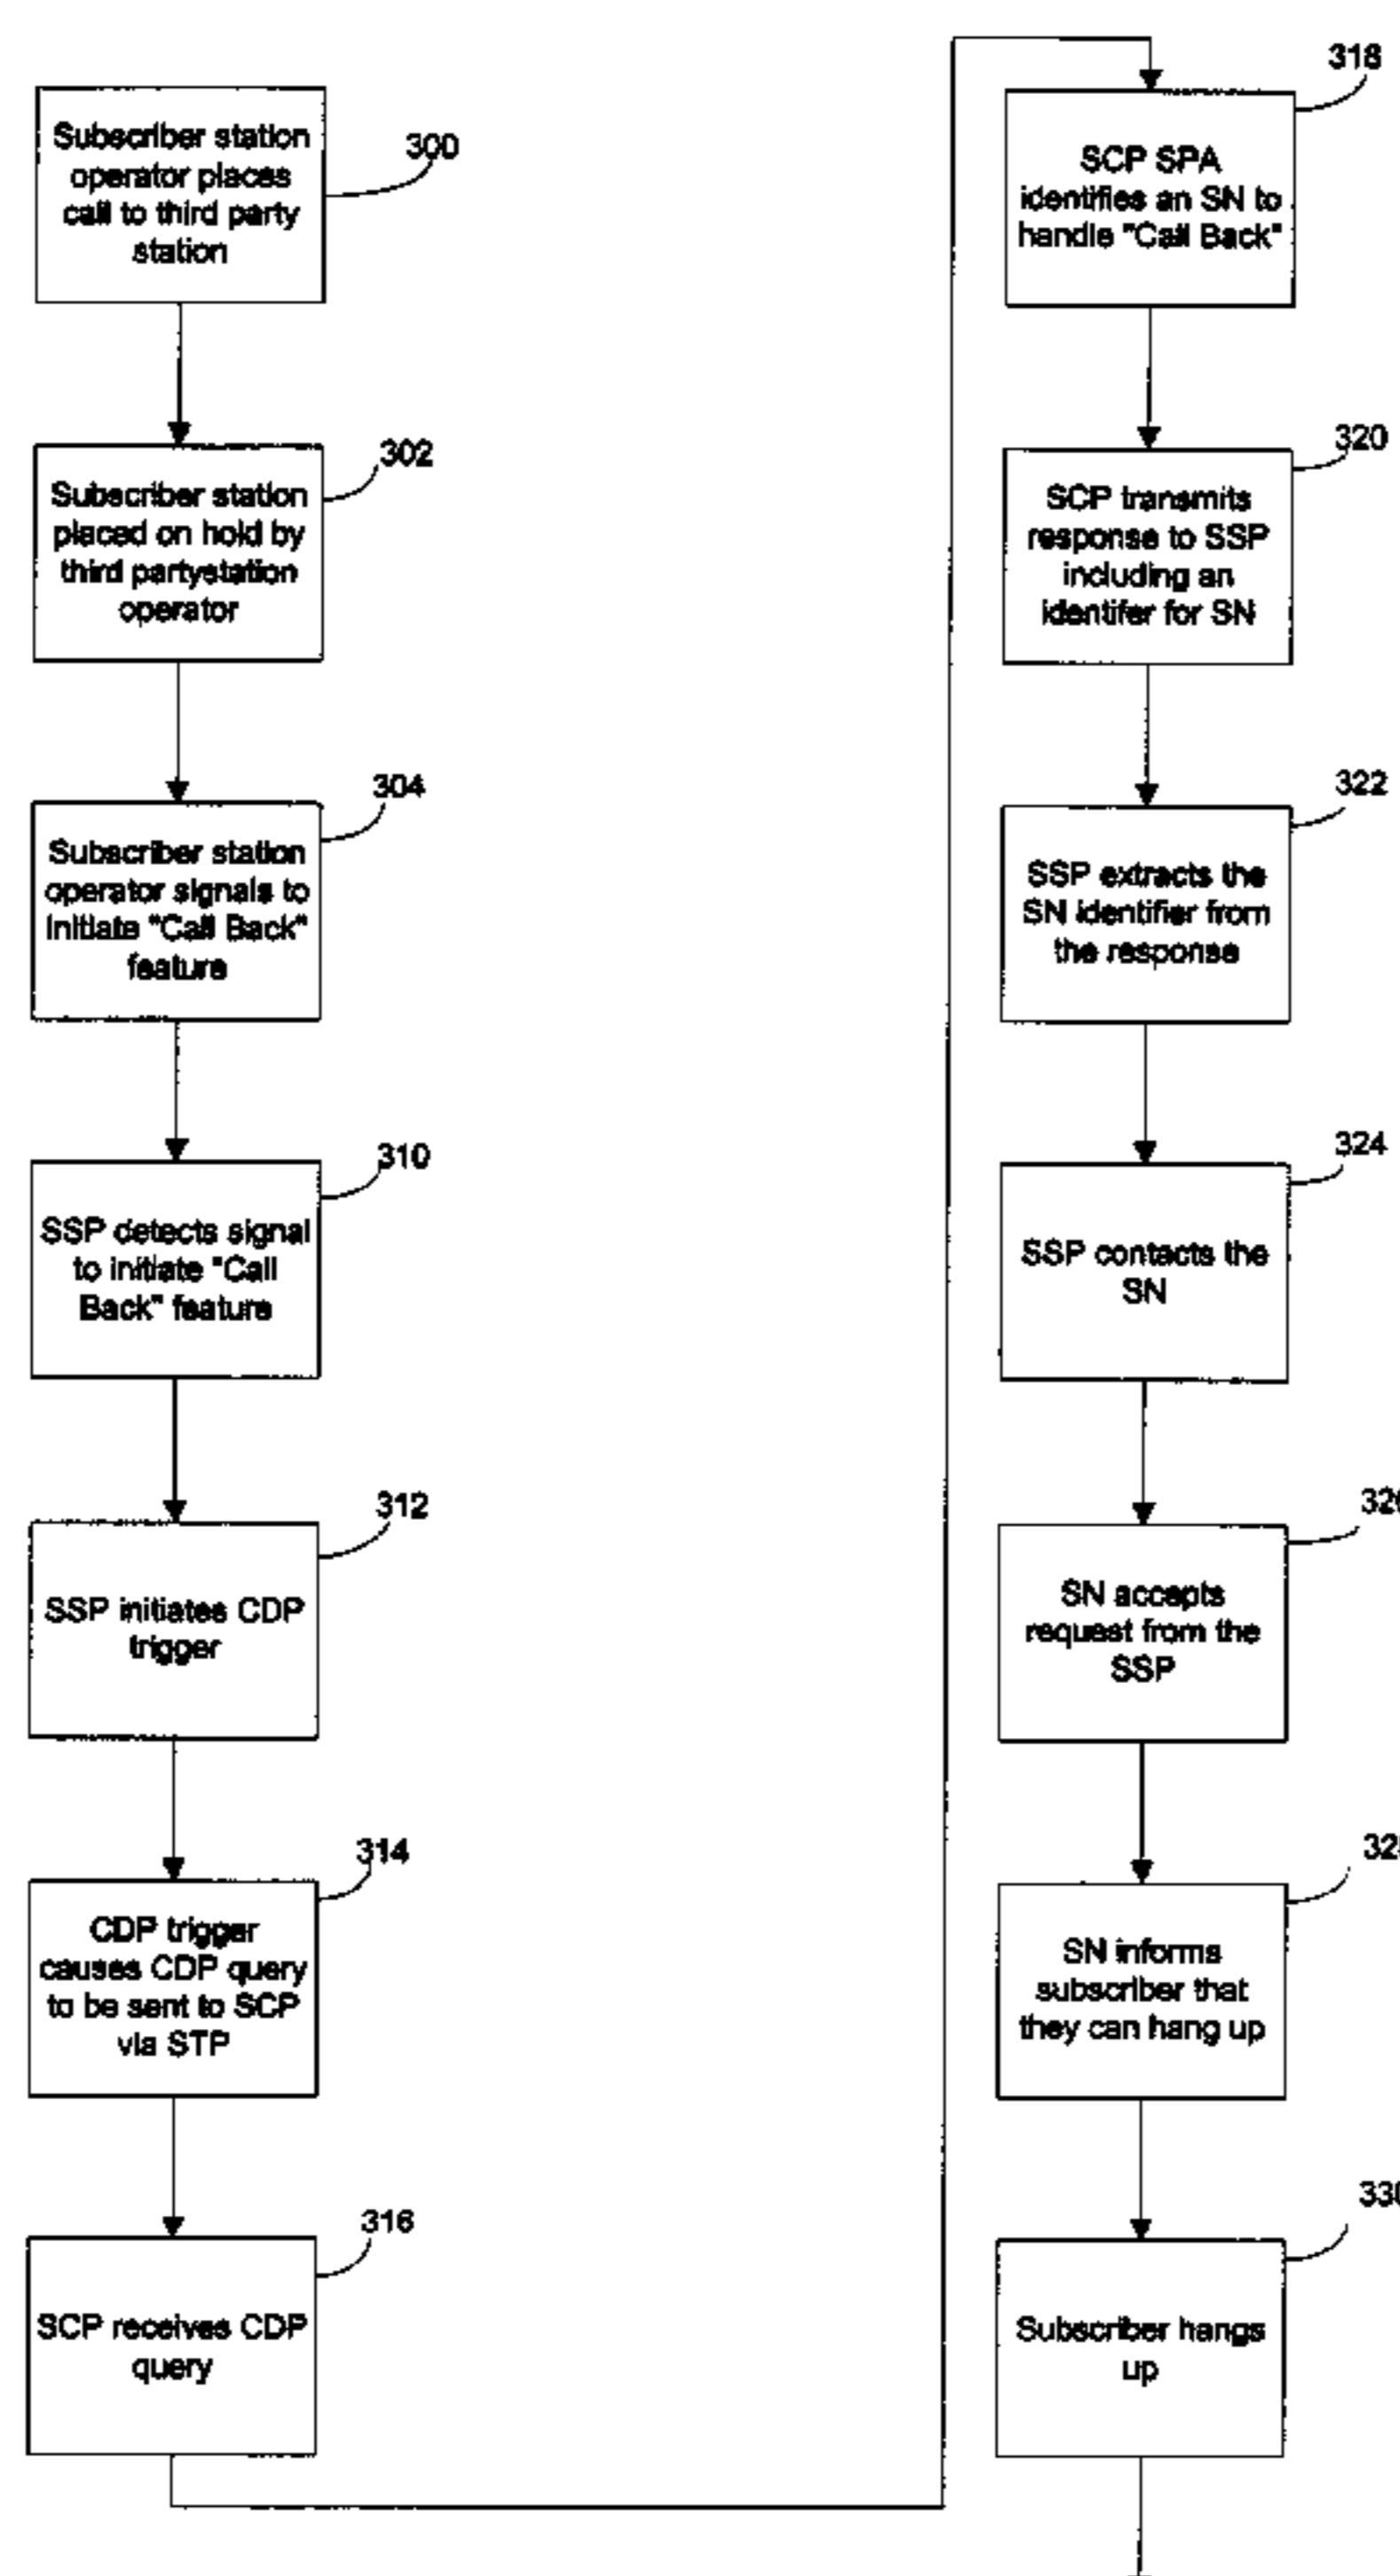 Subscriber station
operator places
call to third party
station
300
Subscriber station
placed on hold by
third partystation
operator
302
Subscriber station
operator signals to
initiate "Call Back"
feature
304
SSP detects signal
to initiate "Call
Back" feature
310
SSP initiates CDP
trigger
312
CDP trigger
causes CDP query
to be sent to SCP
via STP
314
SCP receives CDP
query
316
SCP SPA
identifies an SN to
handle "Call Back"
318
SCP transmits
response to SSP
including an
identifer for SN
320
SSP extracts the
SN identifier from
the response
322
SSP contacts the
SN
324
SN accepts
request from the
SSP
SN informs
subscriber that
they can hang up
Subscriber hangs
up
330